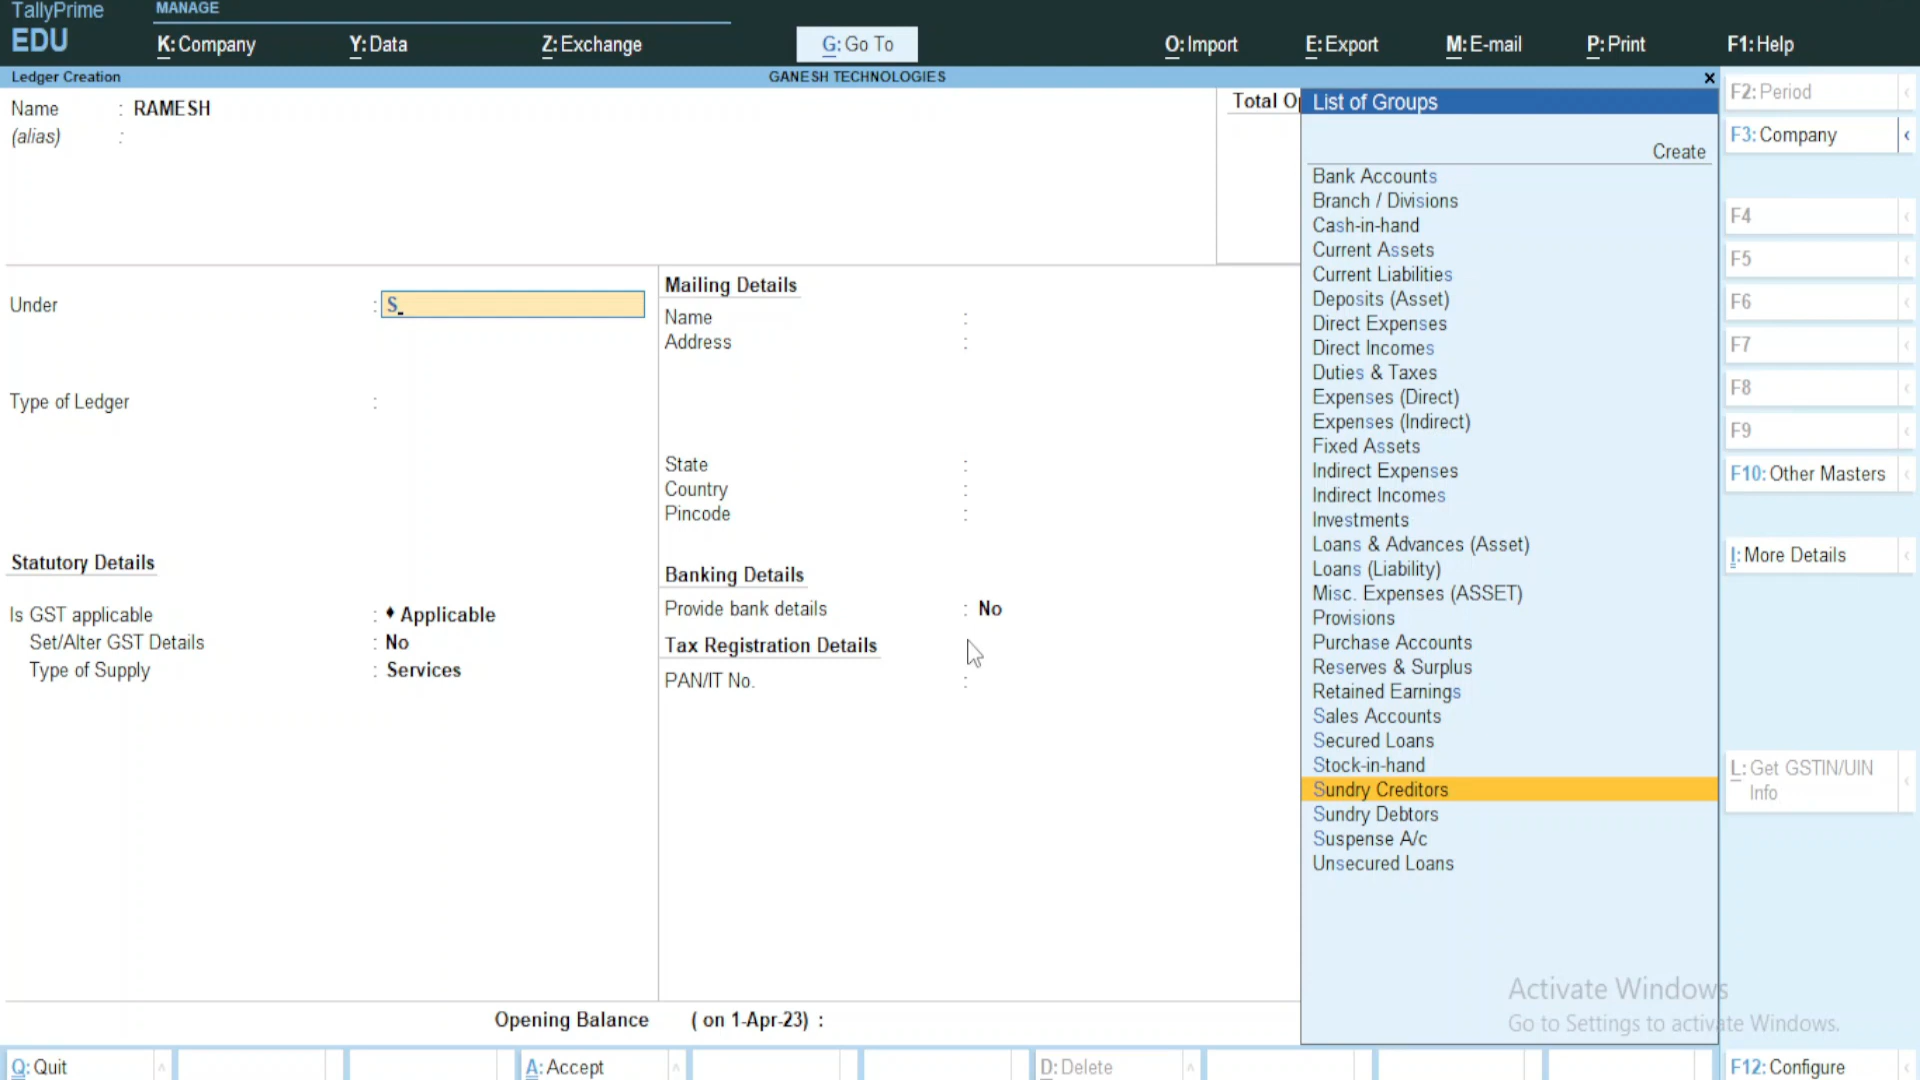 TallyPrime
EDU
MANAGE
K: Company
Y: Data
Z: Exchange
G: Go To
O: Import
E: Export
M: E-mail
P: Print
F1: Help
Ledger Creation
GANESH TECHNOLOGIES
Name : RAMESH
(alias) :
Total Op
Under : S
Type of Ledger :
Statutory Details
Is GST applicable : ♦ Applicable
Set/Alter GST Details : No
Type of Supply : Services
Mailing Details
Name :
Address :
State :
Country :
Pincode :
Banking Details
Provide bank details : No
Tax Registration Details
PAN/IT No. :
Opening Balance ( on 1-Apr-23) :
List of Groups
Create
Bank Accounts
Branch / Divisions
Cash-in-hand
Current Assets
Current Liabilities
Deposits (Asset)
Direct Expenses
Direct Incomes
Duties & Taxes
Expenses (Direct)
Expenses (Indirect)
Fixed Assets
Indirect Expenses
Indirect Incomes
Investments
Loans & Advances (Asset)
Loans (Liability)
Misc. Expenses (ASSET)
Provisions
Purchase Accounts
Reserves & Surplus
Retained Earnings
Sales Accounts
Secured Loans
Stock-in-hand
Sundry Creditors
Sundry Debtors
Suspense A/c
Unsecured Loans
F2: Period
F3: Company
F4
F5
F6
F7
F8
F9
F10: Other Masters
I: More Details
L: Get GSTIN/UIN
Info
Activate Windows
Go to Settings to activate Windows.
Q: Quit
A: Accept
D: Delete
F12: Configure